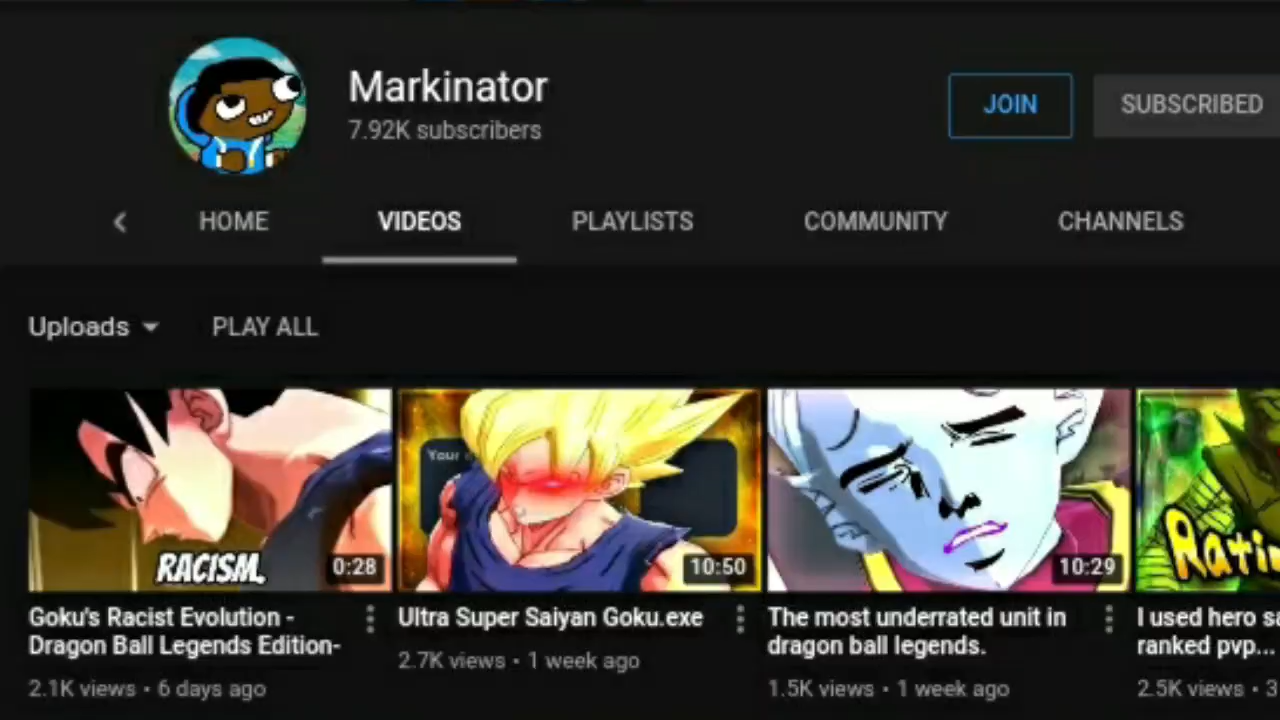 Markinator
7.92K subscribers
JOIN
SUBSCRIBED
HOME
VIDEOS
PLAYLISTS
COMMUNITY
CHANNELS
Uploads
PLAY ALL
RACISM.
0:28
Your
10:50
10:29
Goku's Racist Evolution -
Dragon Ball Legends Edition-
2.1K views • 6 days ago
Ultra Super Saiyan Goku.exe
2.7K views • 1 week ago
The most underrated unit in
dragon ball legends.
1.5K views • 1 week ago
I used hero
ranked pvp...
2.5K views • 3